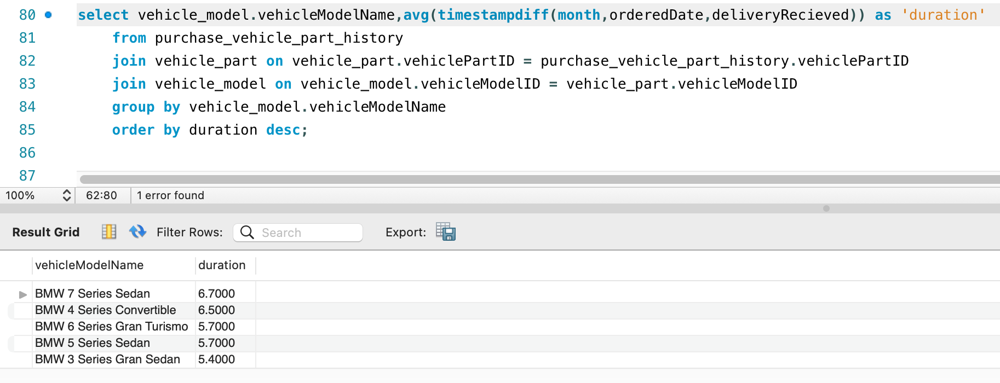 80 select vehicle_model.vehicleModelName,avg(timestampdiff(month,orderedDate,deliveryRecieved)) as 'duration'
81 from purchase_vehicle_part_history
82 join vehicle_part on vehicle_part.vehiclePartID = purchase_vehicle_part_history.vehiclePartID
83 join vehicle_model on vehicle_model.vehicleModelID = vehicle_part.vehicleModelID
84 group by vehicle_model.vehicleModelName
85 order by duration desc;
86
87
100% 62:80 1 error found
Result Grid Filter Rows: Search Export:
vehicleModelName duration
BMW 7 Series Sedan 6.7000
BMW 4 Series Convertible 6.5000
BMW 6 Series Gran Turismo 5.7000
BMW 5 Series Sedan 5.7000
BMW 3 Series Gran Sedan 5.4000